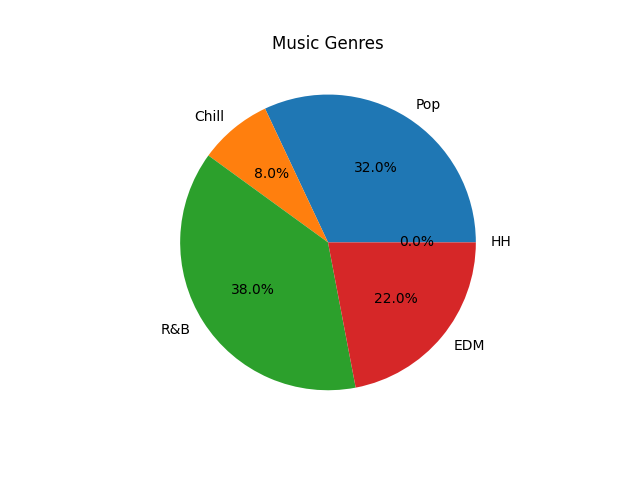 Music Genres
Pop
Chill
32.0%
8.0%
0.0%
HH
38.0%
22.0%
R&B
EDM